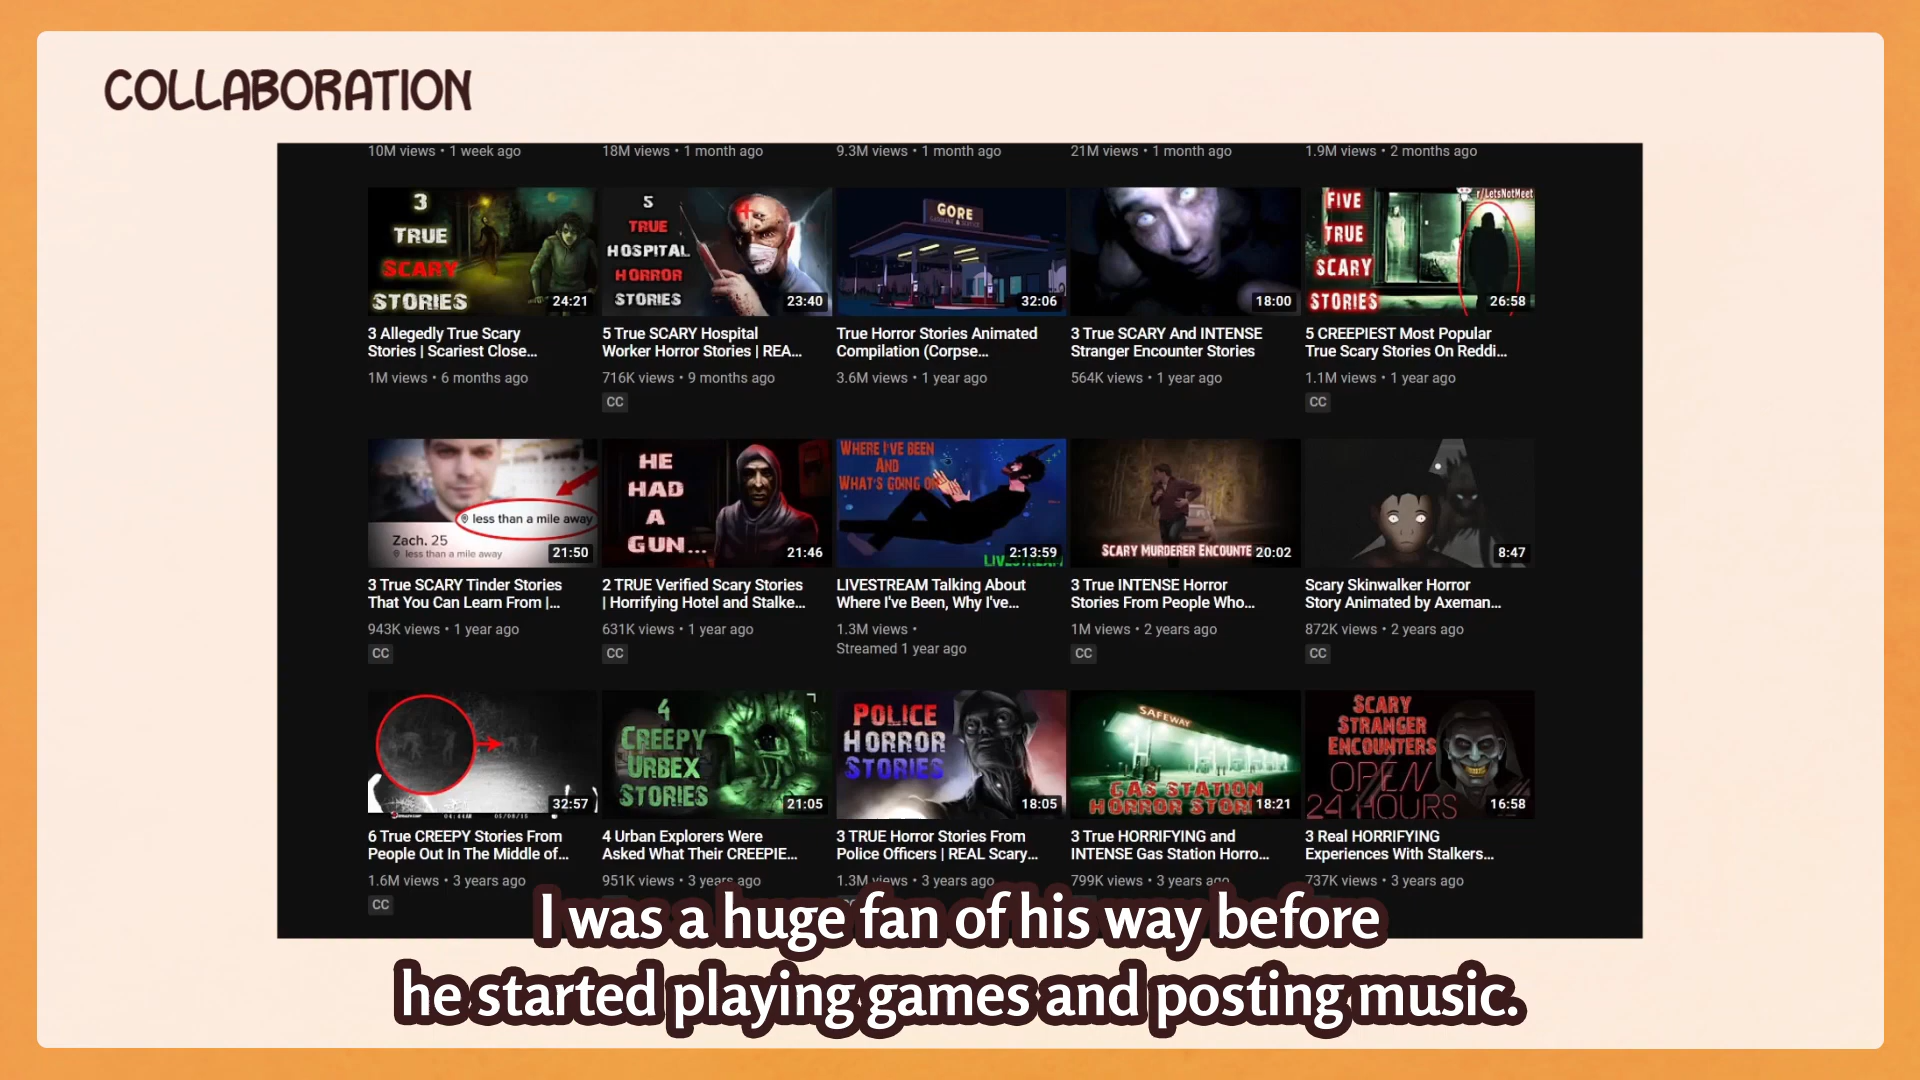 COLLABORATION
10M views • 1 week ago
18M views • 1 month ago
9.3M views • 1 month ago
21M views • 1 month ago
1.9M views • 2 months ago
3
TRUE
SCARY
STORIES
24:21
5
TRUE
HOSPITAL
HORROR
STORIES
23:40
GORE
32:06
18:00
r/LetsNotMeet
FIVE
TRUE
SCARY
STORIES
26:58
3 Allegedly True Scary
Stories | Scariest Close...
1M views • 6 months ago
5 True SCARY Hospital
Worker Horror Stories | REA...
716K views • 9 months ago
CC
True Horror Stories Animated
Compilation (Corpse...
3.6M views • 1 year ago
3 True SCARY And INTENSE
Stranger Encounter Stories
564K views • 1 year ago
5 CREEPIEST Most Popular
True Scary Stories On Reddi...
1.1M views • 1 year ago
CC
less than a mile away
Zach, 25
less than a mile away
21:50
HE
HAD
A
GUN...
21:46
WHERE I'VE BEEN
AND
WHAT'S GOING ON
2:13:59
SCARY MURDERER ENCOUNTE
20:02
8:47
3 True SCARY Tinder Stories
That You Can Learn From |...
943K views • 1 year ago
CC
2 TRUE Verified Scary Stories
| Horrifying Hotel and Stalke...
631K views • 1 year ago
CC
LIVESTREAM Talking About
Where I've Been, Why I've...
1.3M views •
Streamed 1 year ago
3 True INTENSE Horror
Stories From People Who...
1M views • 2 years ago
CC
Scary Skinwalker Horror
Story Animated by Axeman...
872K views • 2 years ago
CC
32:57
4
CREEPY
URBEX
STORIES
21:05
POLICE
HORROR
STORIES
18:05
SAFEWAY
GAS STATION
HORROR STORI
18:21
SCARY
STRANGER
ENCOUNTERS
OPEN
24 HOURS
16:58
6 True CREEPY Stories From
People Out In The Middle of...
1.6M views • 3 years ago
CC
4 Urban Explorers Were
Asked What Their CREEPIE...
951K views • 3 years ago
3 TRUE Horror Stories From
Police Officers | REAL Scary...
1.3M views • 3 years ago
3 True HORRIFYING and
INTENSE Gas Station Horro...
799K views • 3 years ago
3 Real HORRIFYING
Experiences With Stalkers...
737K views • 3 years ago
I was a huge fan of his way before
he started playing games and posting music.